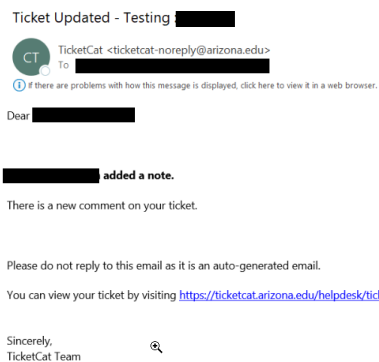 Ticket Updated - Testing
CT
TicketCat <ticketcat-noreply@arizona.edu>
To
If there are problems with how this message is displayed, click here to view it in a web browser.
Dear
added a note.
There is a new comment on your ticket.
Please do not reply to this email as it is an auto-generated email.
You can view your ticket by visiting https://ticketcat.arizona.edu/helpdesk/tick
Sincerely,
TicketCat Team